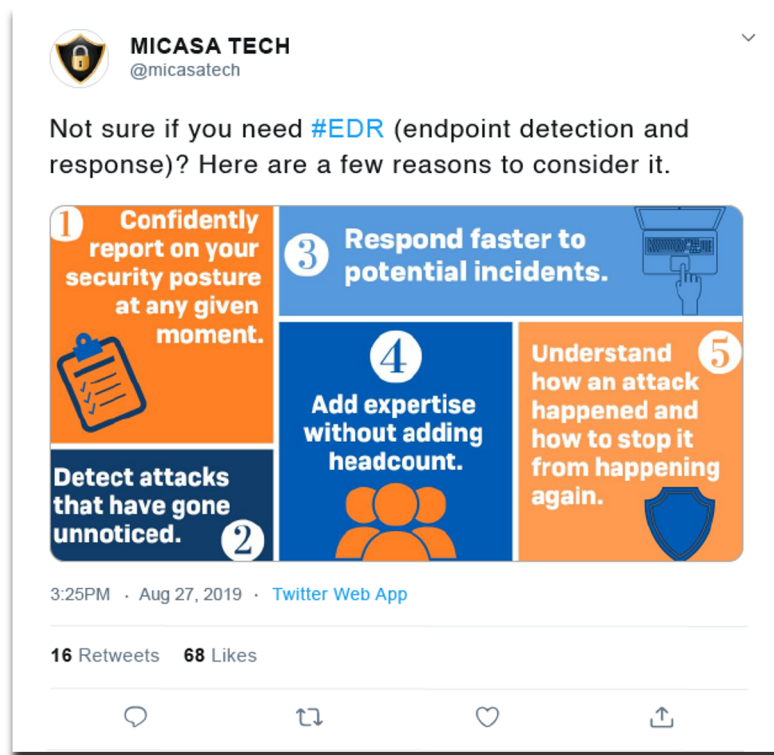 MICASA TECH
@micasatech
Not sure if you need #EDR (endpoint detection and
response)? Here are a few reasons to consider it.
1
Confidently
report on your
security posture
at any given
moment.
Detect attacks
that have gone
unnoticed.
2
3
Respond faster to
potential incidents.
4
Add expertise
without adding
headcount.
5
Understand
how an attack
happened and
how to stop it
from happening
again.
3:25PM · Aug 27, 2019 · Twitter Web App
16 Retweets 68 Likes